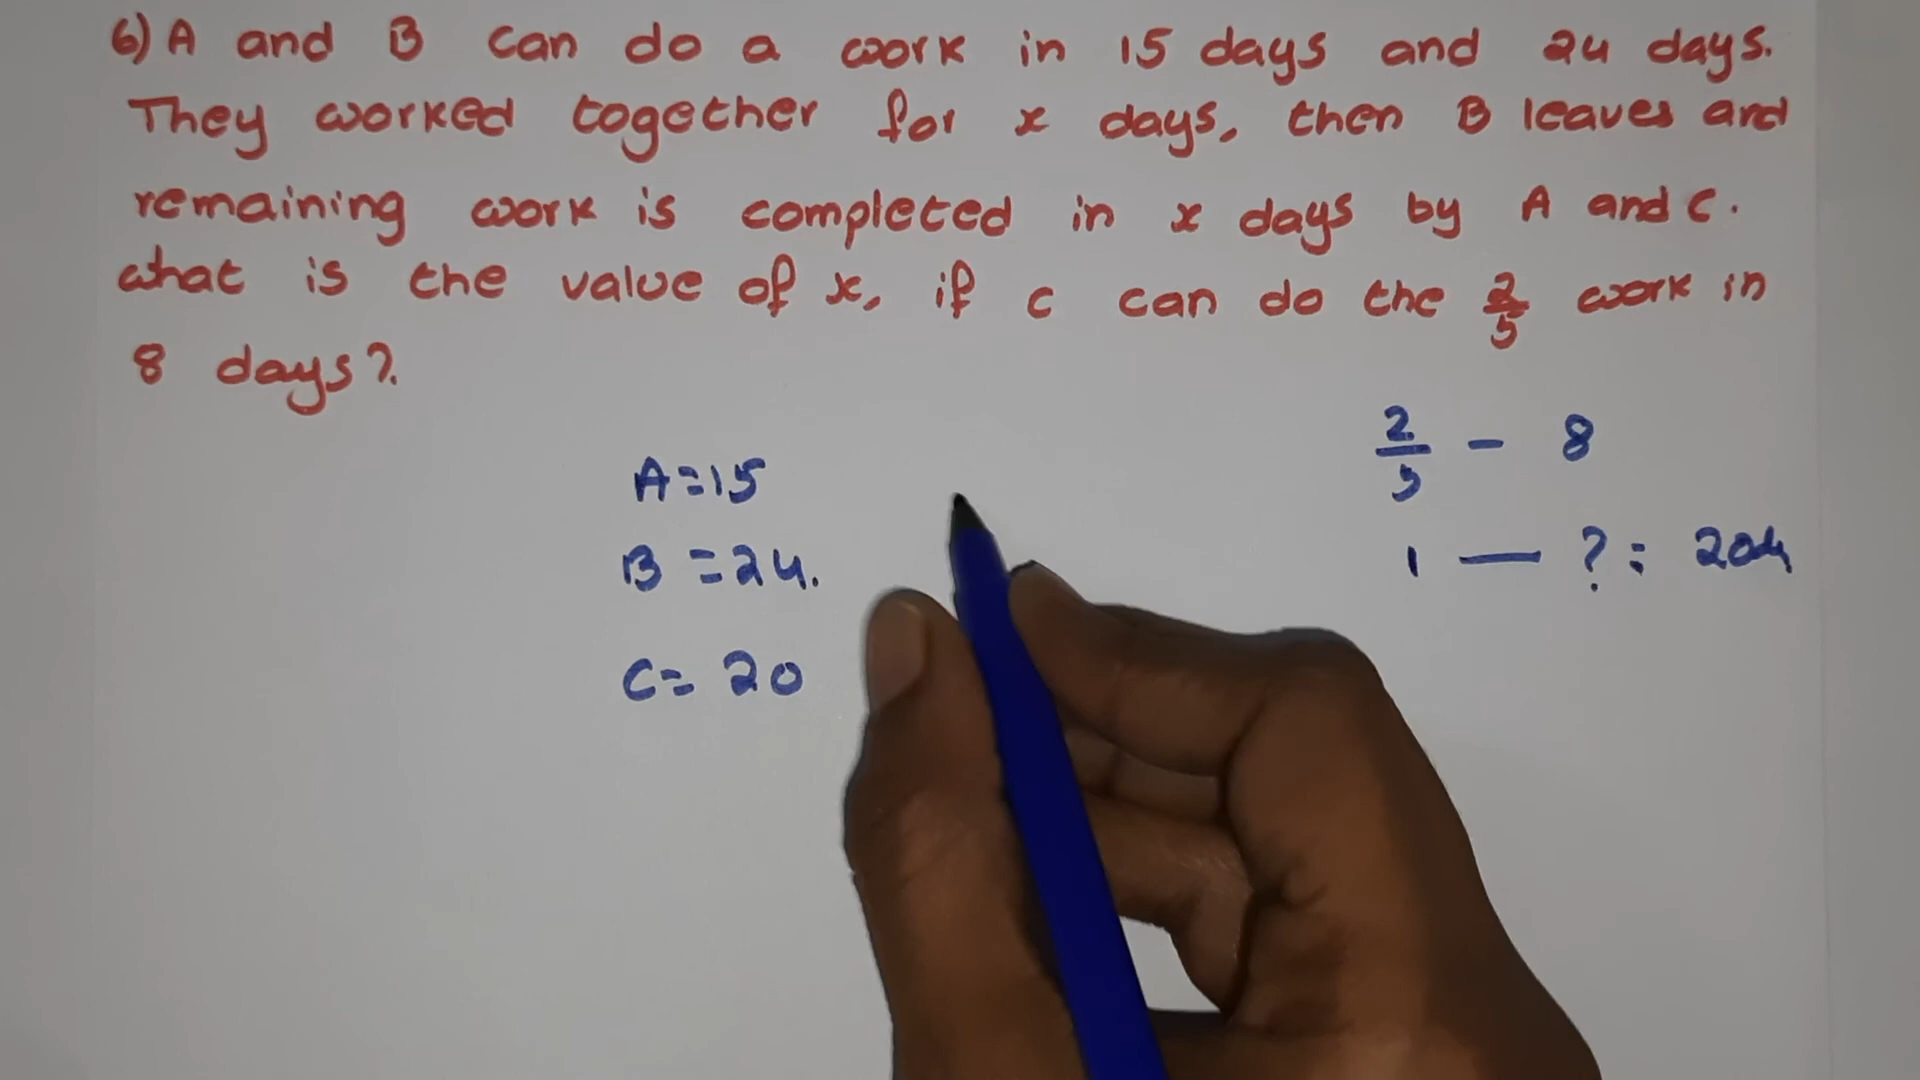 6) A and B can do a work in 15 days and 24 days.
They worked together for x days, then B leaves and
remaining work is completed in x days by A and C.
what is the value of x, if c can do the 2/5 work in
8 days?
2/5 - 8
A=15
1 — ? = 20
B = 24.
C= 20